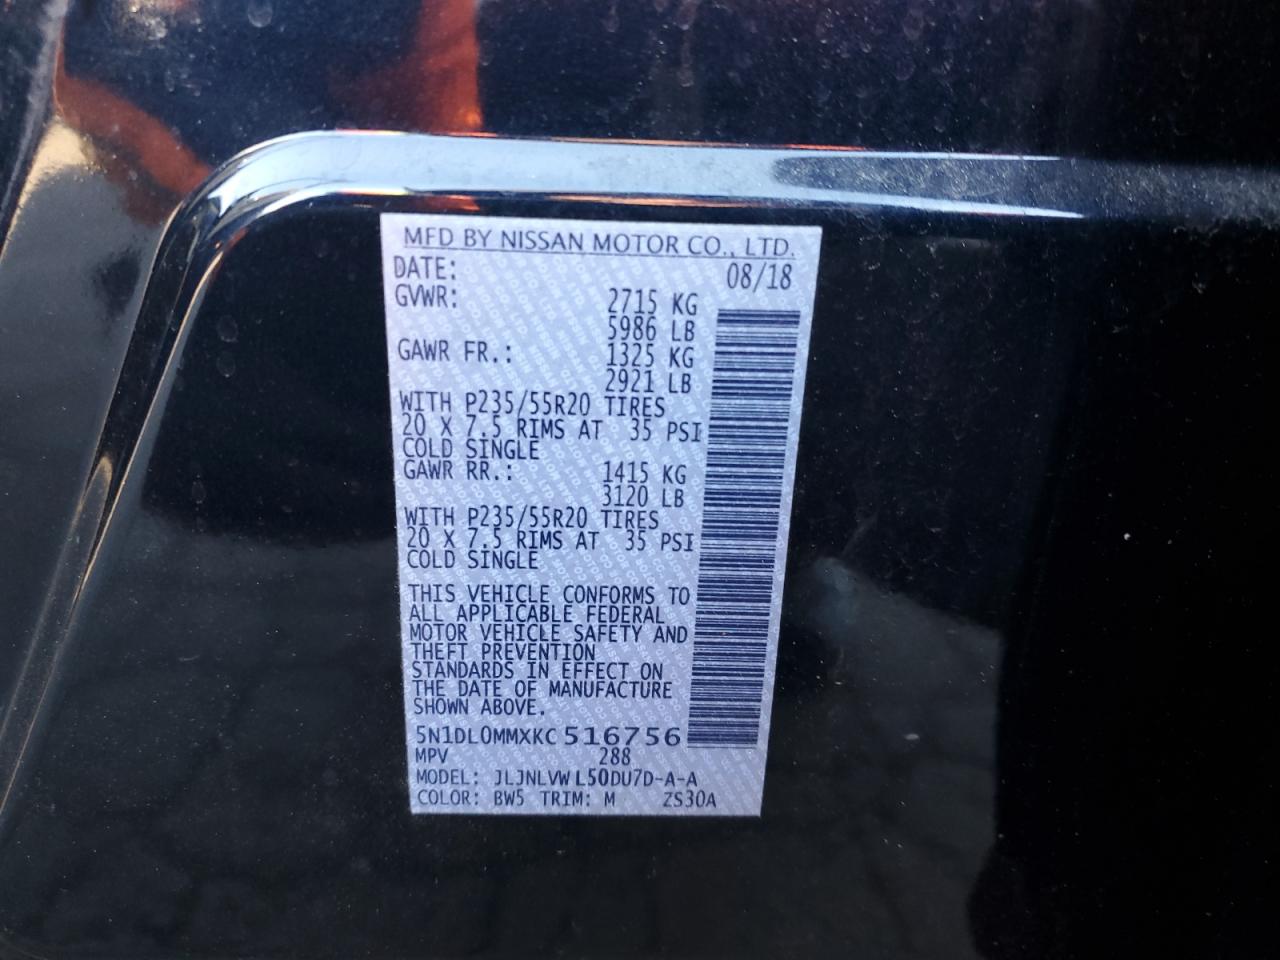 MFD BY NISSAN MOTOR CO., LTD.
DATE: 08/18
GVWR: 2715 KG
5986 LB
GAWR FR.: 1325 KG
2921 LB
WITH P235/55R20 TIRES
20 X 7.5 RIMS AT 35 PSI
COLD SINGLE
GAWR RR.: 1415 KG
3120 LB
WITH P235/55R20 TIRES
20 X 7.5 RIMS AT 35 PSI
COLD SINGLE
THIS VEHICLE CONFORMS TO
ALL APPLICABLE FEDERAL
MOTOR VEHICLE SAFETY AND
THEFT PREVENTION
STANDARDS IN EFFECT ON
THE DATE OF MANUFACTURE
SHOWN ABOVE.
5N1DL0MMXKC516756
MPV 288
MODEL: JLJNLVWL50DU7D-A-A
COLOR: BW5 TRIM: M ZS30A